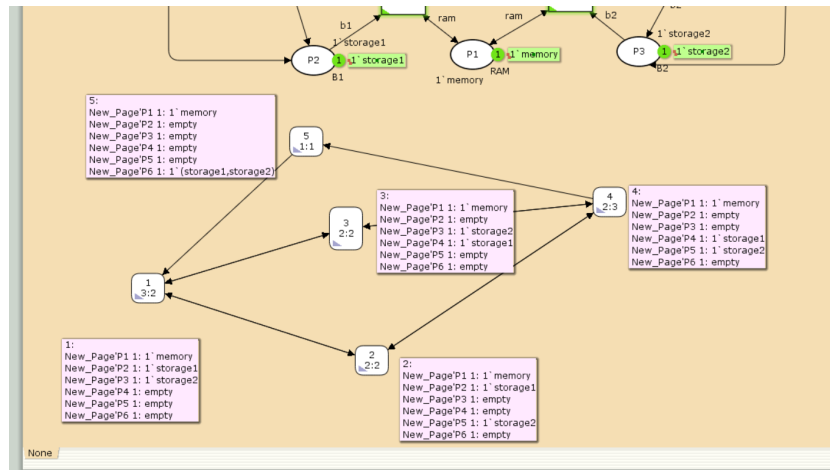 b1
ram
ram
b2
1`storage1
1`storage2
P2
1
1`storage1
P1
1
1`memory
P3
1
1`storage2
B1
RAM
B2
1`memory
5:
New_Page'P1 1: 1`memory
New_Page'P2 1: empty
New_Page'P3 1: empty
New_Page'P4 1: empty
New_Page'P5 1: empty
New_Page'P6 1: 1`(storage1,storage2)
5
1:1
3:
New_Page'P1 1: 1`memory
New_Page'P2 1: empty
New_Page'P3 1: 1`storage2
New_Page'P4 1: 1`storage1
New_Page'P5 1: empty
New_Page'P6 1: empty
3
2:2
4
2:3
4:
New_Page'P1 1: 1`memory
New_Page'P2 1: empty
New_Page'P3 1: empty
New_Page'P4 1: 1`storage1
New_Page'P5 1: 1`storage2
New_Page'P6 1: empty
1
3:2
1:
New_Page'P1 1: 1`memory
New_Page'P2 1: 1`storage1
New_Page'P3 1: 1`storage2
New_Page'P4 1: empty
New_Page'P5 1: empty
New_Page'P6 1: empty
2
2:2
2:
New_Page'P1 1: 1`memory
New_Page'P2 1: 1`storage1
New_Page'P3 1: empty
New_Page'P4 1: empty
New_Page'P5 1: 1`storage2
New_Page'P6 1: empty
None